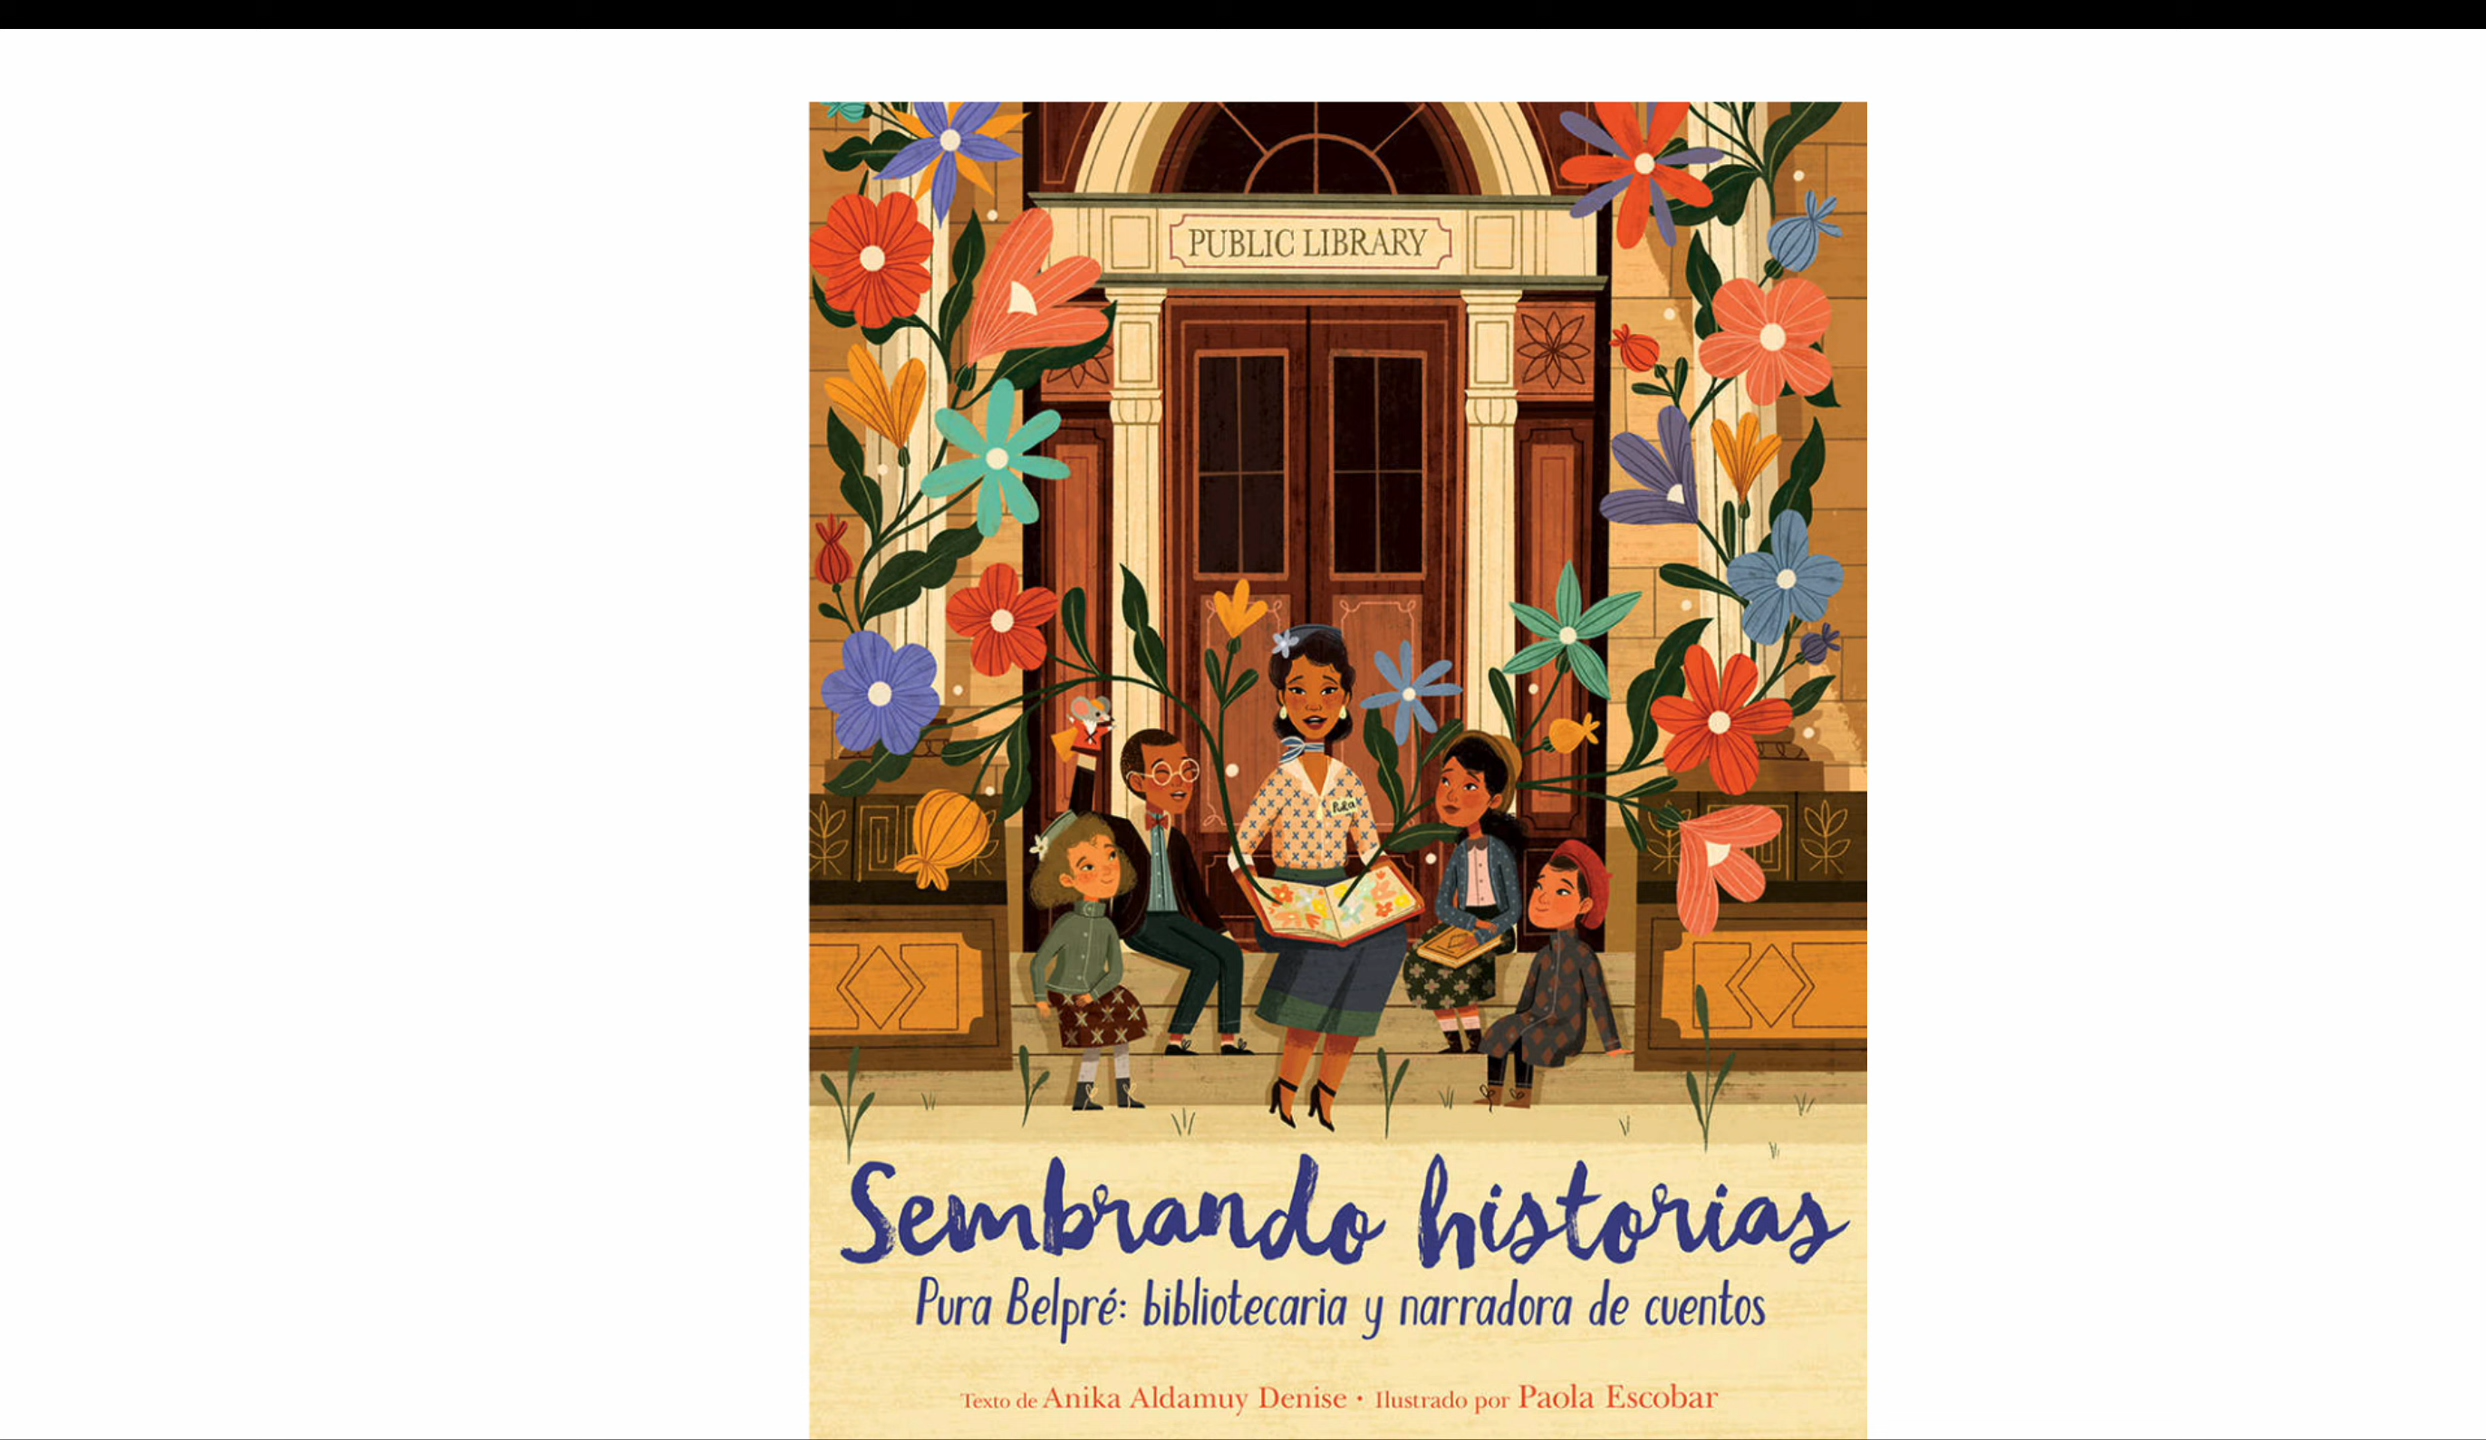 PUBLIC LIBRARY
Pura
Sembrando historias
Pura Belpré: bibliotecaria y narradora de cuentos
Texto de Anika Aldamuy Denise • Ilustrado por Paola Escobar